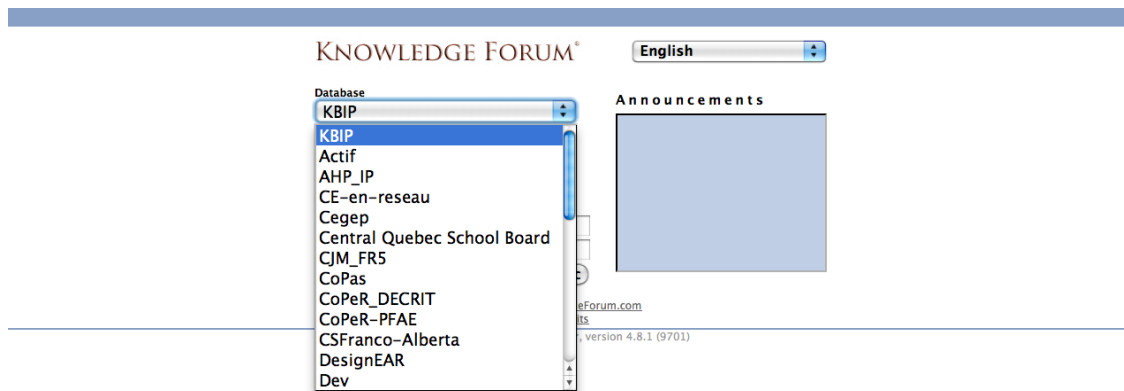 KNOWLEDGE FORUM®
English
Database
KBIP
Announcements
KBIP
Actif
AHP_IP
CE-en-reseau
Cegep
Central Quebec School Board
CJM_FR5
CoPas
CoPeR_DECRIT
CoPeR-PFAE
CSFranco-Alberta
DesignEAR
Dev
eForum.com
its
, version 4.8.1 (9701)